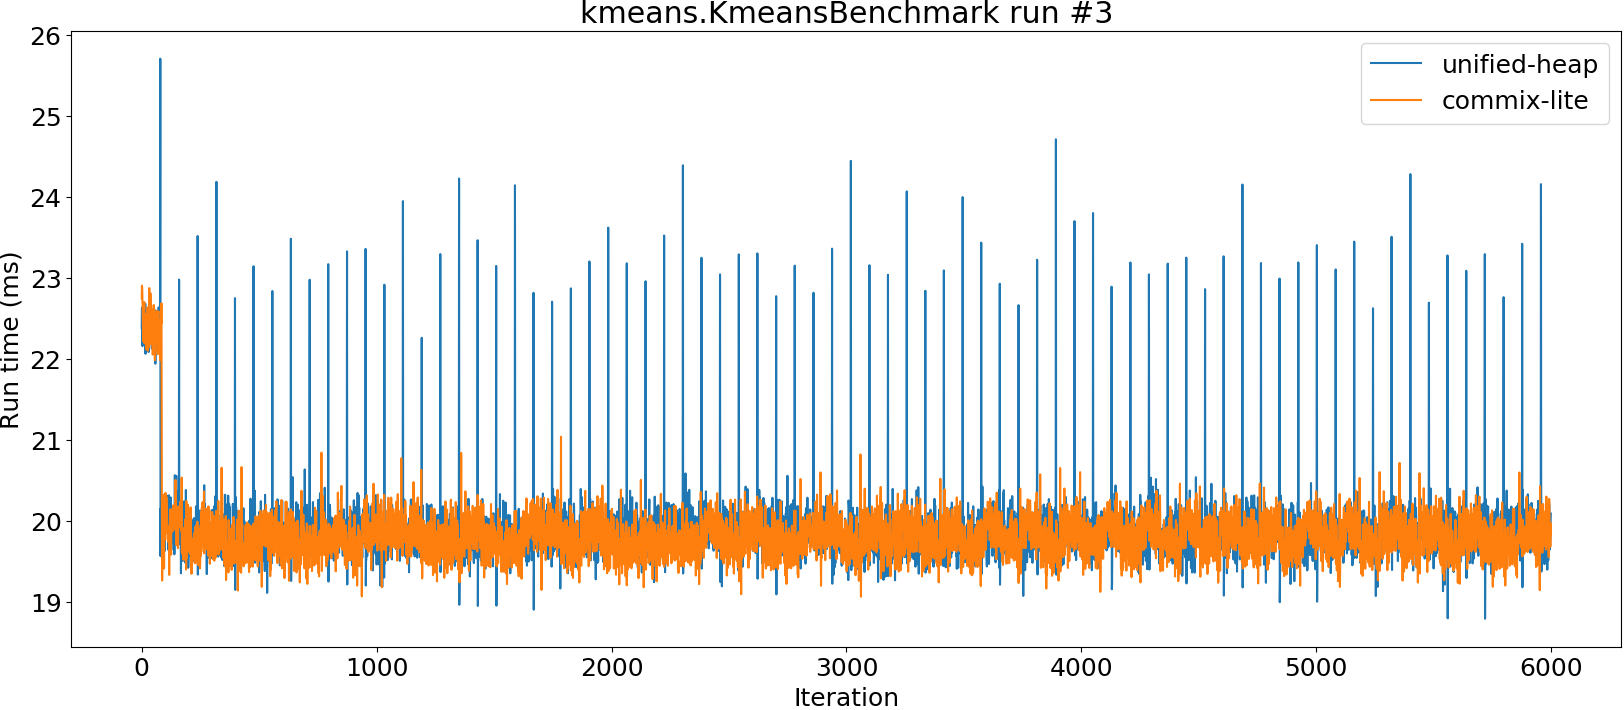 kmeans.KmeansBenchmark run #3
unified-heap
commix-lite
Run time (ms)
26
25
24
23
22
21
20
19
0 1000 2000 3000 4000 5000 6000
Iteration